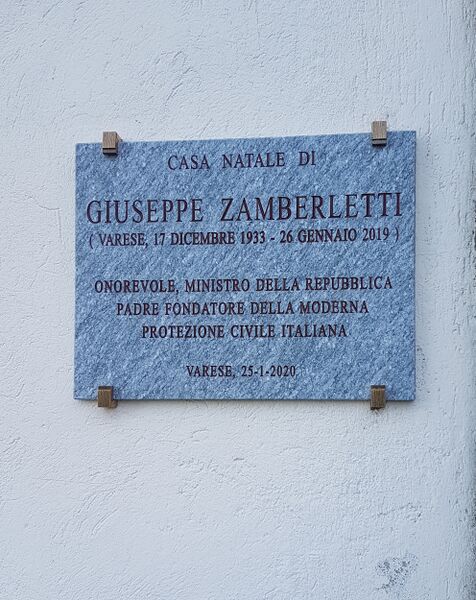 CASA NATALE DI
GIUSEPPE ZAMBERLETTI
( VARESE, 17 DICEMBRE 1933 - 26 GENNAIO 2019 )
ONOREVOLE, MINISTRO DELLA REPUBBLICA
PADRE FONDATORE DELLA MODERNA
PROTEZIONE CIVILE ITALIANA
VARESE, 25-1-2020